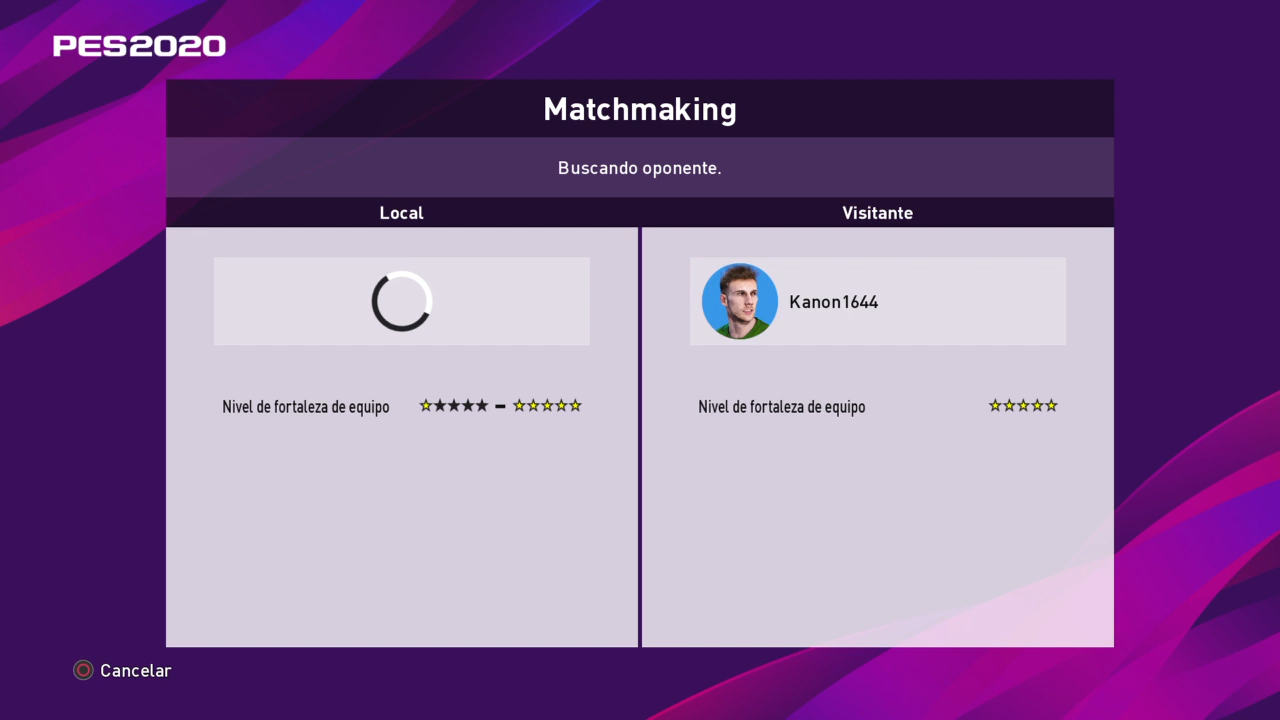 PES2020
Matchmaking
Buscando oponente.
Local
Visitante
Kanon1644
Nivel de fortaleza de equipo
Nivel de fortaleza de equipo
Cancelar